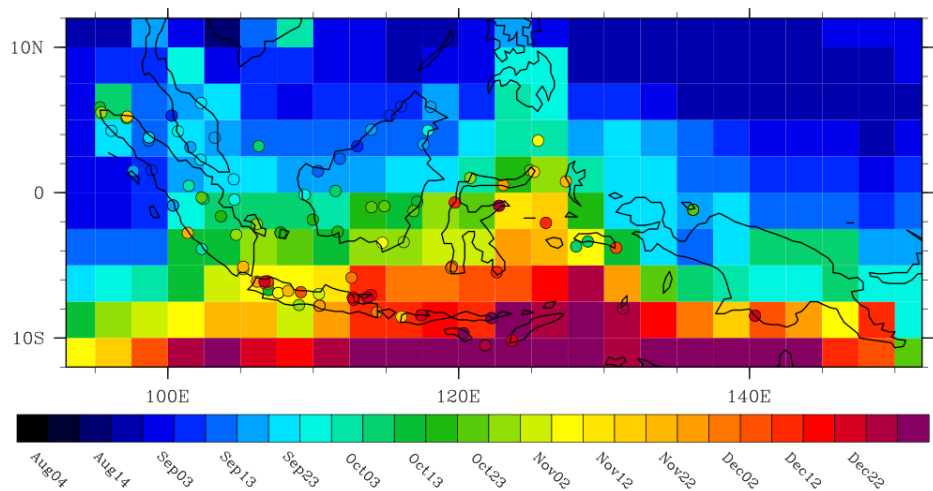 10N
0
10S
100E 120E 140E
Aug04 Aug14 Sep03 Sep13 Sep23 Oct03 Oct13 Oct23 Nov02 Nov12 Nov22 Dec02 Dec12 Dec22